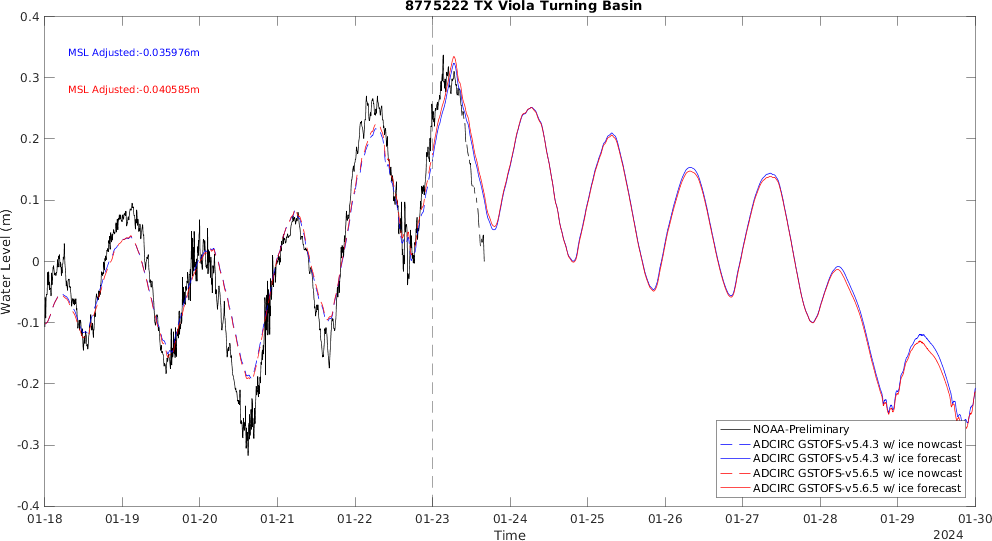 8775222 TX Viola Turning Basin
0.4
0.3
0.2
0.1
0
-0.1
-0.2
-0.3
-0.4
Water Level (m)
MSL Adjusted:-0.035976m
MSL Adjusted:-0.040585m
NOAA-Preliminary
ADCIRC GSTOFS-v5.4.3 w/ ice nowcast
ADCIRC GSTOFS-v5.4.3 w/ ice forecast
ADCIRC GSTOFS-v5.6.5 w/ ice nowcast
ADCIRC GSTOFS-v5.6.5 w/ ice forecast
01-18 01-19 01-20 01-21 01-22 01-23 01-24 01-25 01-26 01-27 01-28 01-29 01-30
Time
2024